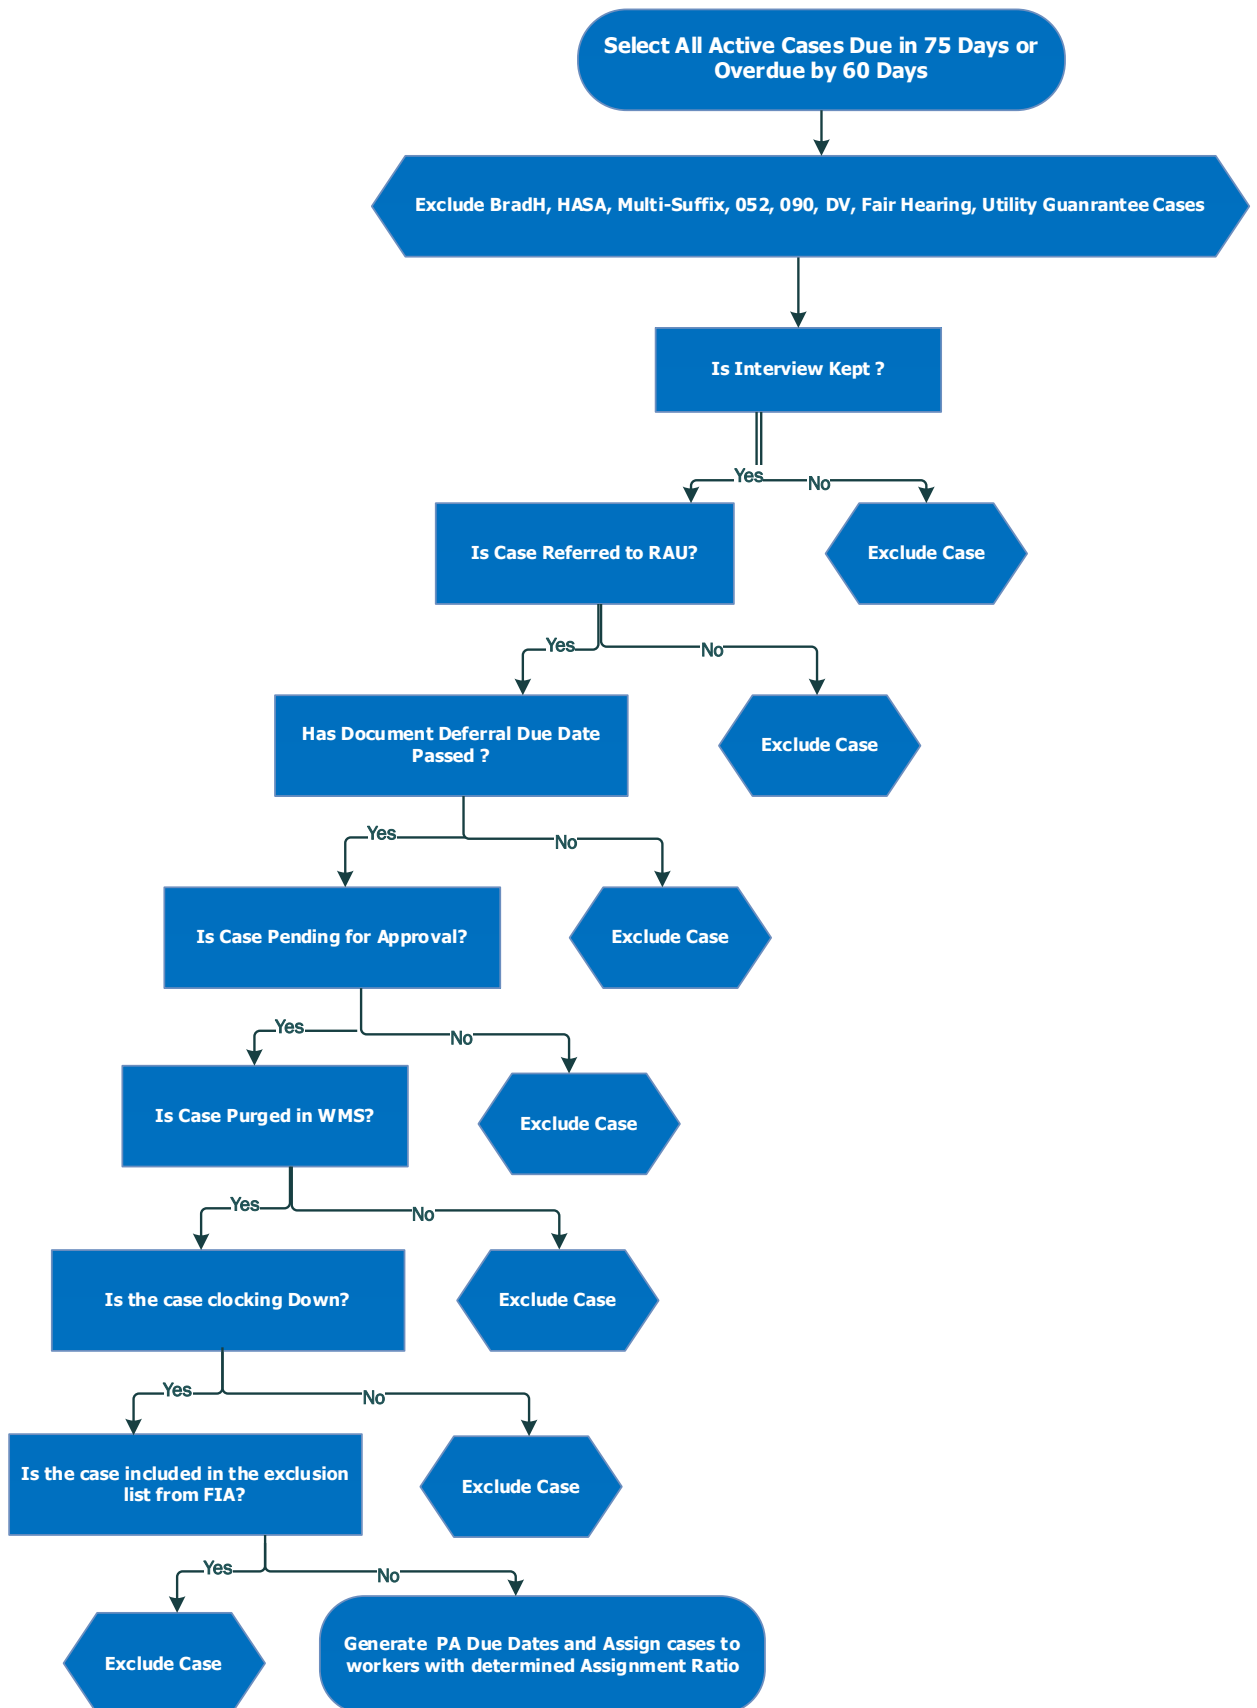 Select All Active Cases Due in 75 Days or
Overdue by 60 Days
Exclude BradH, HASA, Multi-Suffix, 052, 090, DV, Fair Hearing, Utility Guanrantee Cases
Is Interview Kept ?
Yes
No
Is Case Referred to RAU?
Exclude Case
Yes
No
Has Document Deferral Due Date
Passed ?
Exclude Case
Yes
No
Is Case Pending for Approval?
Exclude Case
Yes
No
Is Case Purged in WMS?
Exclude Case
Yes
No
Is the case clocking Down?
Exclude Case
Yes
No
Is the case included in the exclusion
list from FIA?
Exclude Case
Yes
No
Exclude Case
Generate PA Due Dates and Assign cases to
workers with determined Assignment Ratio